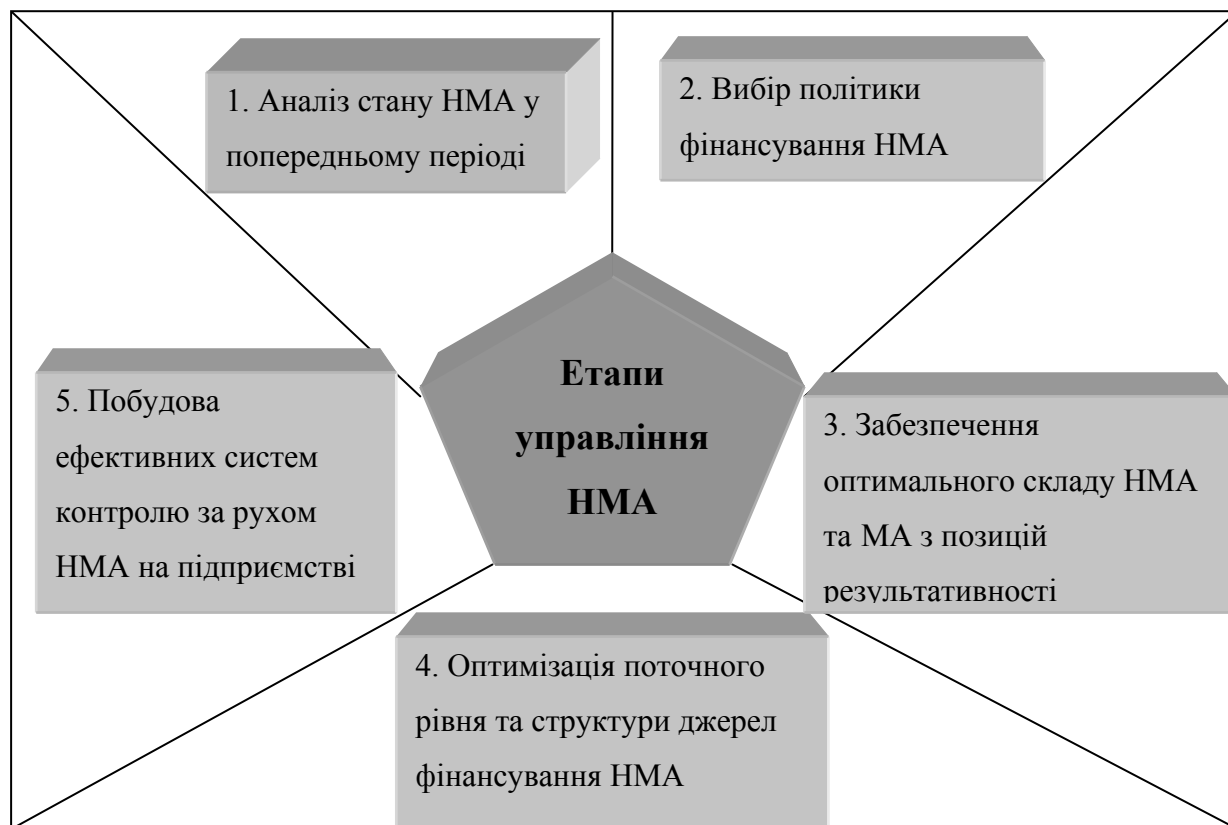 1. Аналіз стану НМА у
попередньому періоді
2. Вибір політики
фінансування НМА
Етапи
управління
НМА
3. Забезпечення
оптимального складу НМА
та МА з позицій
результативності
4. Оптимізація поточного
рівня та структури джерел
фінансування НМА
5. Побудова
ефективних систем
контролю за рухом
НМА на підприємстві